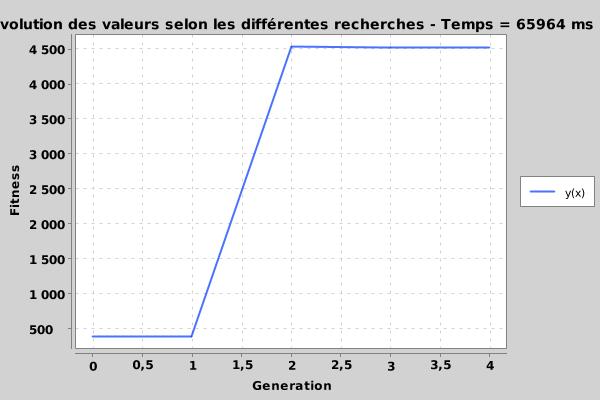 volution des valeurs selon les différentes recherches - Temps = 65964 ms
4 500
4 000
3 500
3 000
2 500
2 000
1 500
1 000
500
Fitness
0 0,5 1 1,5 2 2,5 3 3,5 4
Generation
y(x)